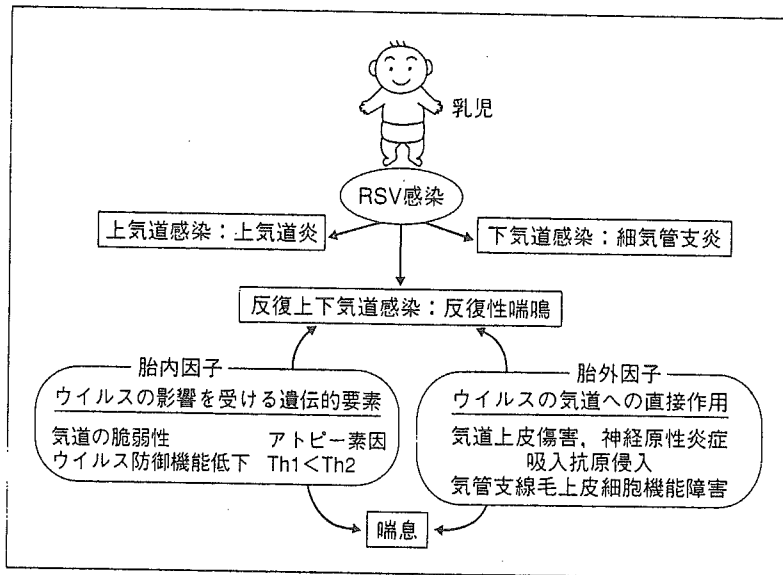 乳児
RSV感染
上気道感染：上気道炎
下気道感染：細気管支炎
反復上下気道感染：反復性喘鳴
胎内因子
ウイルスの影響を受ける遺伝的要素
気道の脆弱性 アトピー素因
ウイルス防御機能低下 Th1<Th2
胎外因子
ウイルスの気道への直接作用
気道上皮傷害，神経原性炎症
吸入抗原侵入
気管支線毛上皮細胞機能障害
喘息